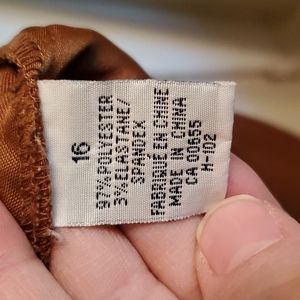 16
97% POLYESTER
3% ELASTANE/
SPANDEX
FABRIQUE EN CHINE
MADE IN CHINA
CA 00655
H-102